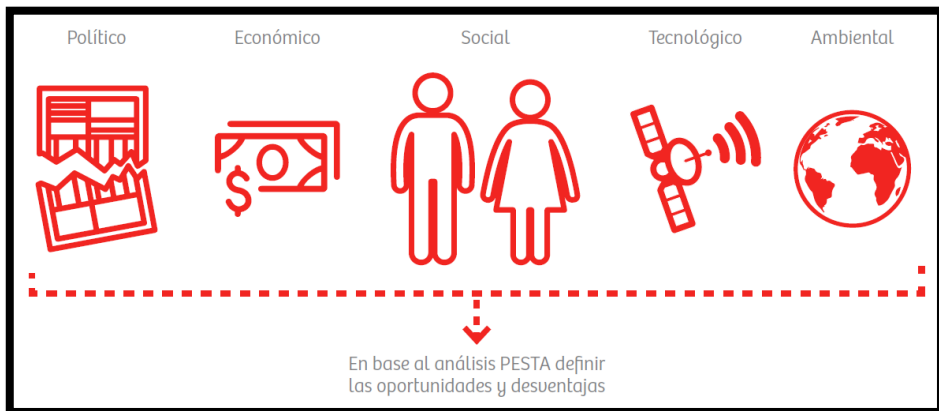 Político
Económico
Social
Tecnológico
Ambiental
$
En base al análisis PESTA definir
las oportunidades y desventajas